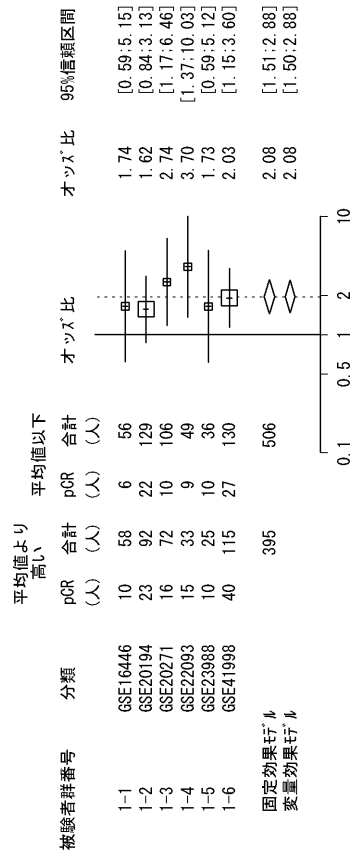 平均値より高い 平均値以下
被験者群番号 分類 pCR（人） 合計（人） pCR（人） 合計（人） オッズ比 オッズ比 95%信頼区間
1-1 GSE16446 10 58 6 56 1.74 [0.59;5.15]
1-2 GSE20194 23 92 22 129 1.62 [0.84;3.13]
1-3 GSE20271 16 72 10 106 2.74 [1.17;6.46]
1-4 GSE22093 15 33 9 49 3.70 [1.37;10.03]
1-5 GSE23988 10 25 10 36 1.73 [0.59;5.12]
1-6 GSE41998 40 115 27 130 2.03 [1.15;3.60]
固定効果モデル 395 506 2.08 [1.51;2.88]
変量効果モデル 2.08 [1.50;2.88]
0.1 0.5 1 2 10